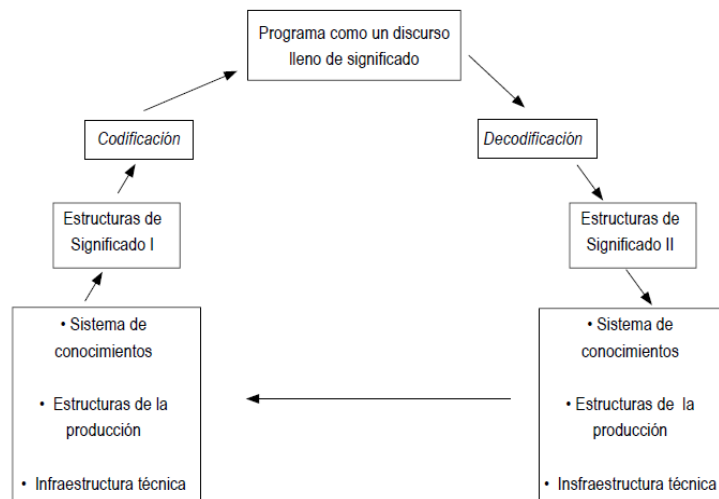 Programa como un discurso
lleno de significado
Codificación
Decodificación
Estructuras de
Significado I
Estructuras de
Significado II
• Sistema de
conocimientos
• Estructuras de la
producción
• Infraestructura técnica
• Sistema de
conocimientos
• Estructuras de la
producción
• Insfraestructura técnica